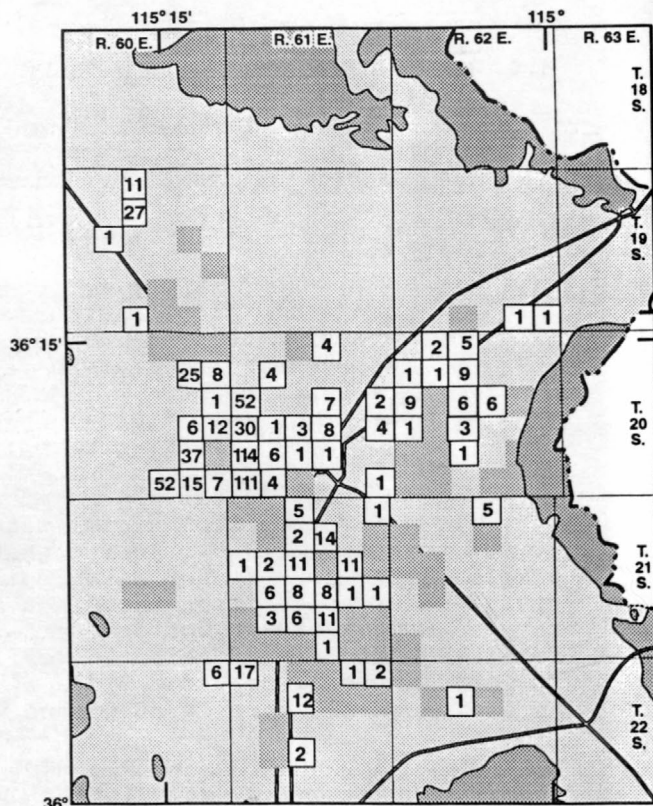 115° 15' 115°
R. 60 E. R. 61 E. R. 62 E. R. 63 E.
T. 18 S.
11
27
1
T. 19 S.
1 1 1
36° 15'
4 2 5
25 8 4 1 1 9
1 52 7 2 9 6 6
T. 20 S.
6 12 30 1 3 8 4 1 3
37 114 6 1 1 1
52 15 7 111 4 1
5 1 5
2 14
1 2 11 11
T. 21 S.
6 8 8 1 1
3 6 11
1
6 17 1 2
12 1
T. 22 S.
2
36°